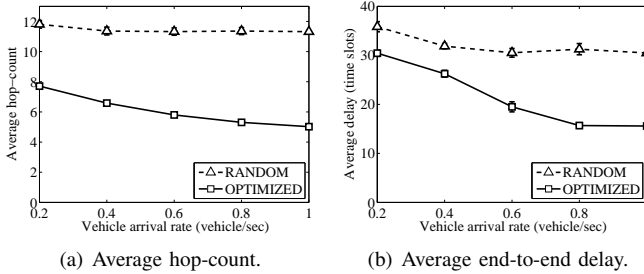 12
10
8
6
4
2
0
Average hop-count
RANDOM
OPTIMIZED
0.2 0.4 0.6 0.8 1
Vehicle arrival rate (vehicle/sec)
(a) Average hop-count.
40
30
20
10
0
Average delay (time slots)
RANDOM
OPTIMIZED
0.2 0.4 0.6 0.8 1
Vehicle arrival rate (vehicle/sec)
(b) Average end-to-end delay.